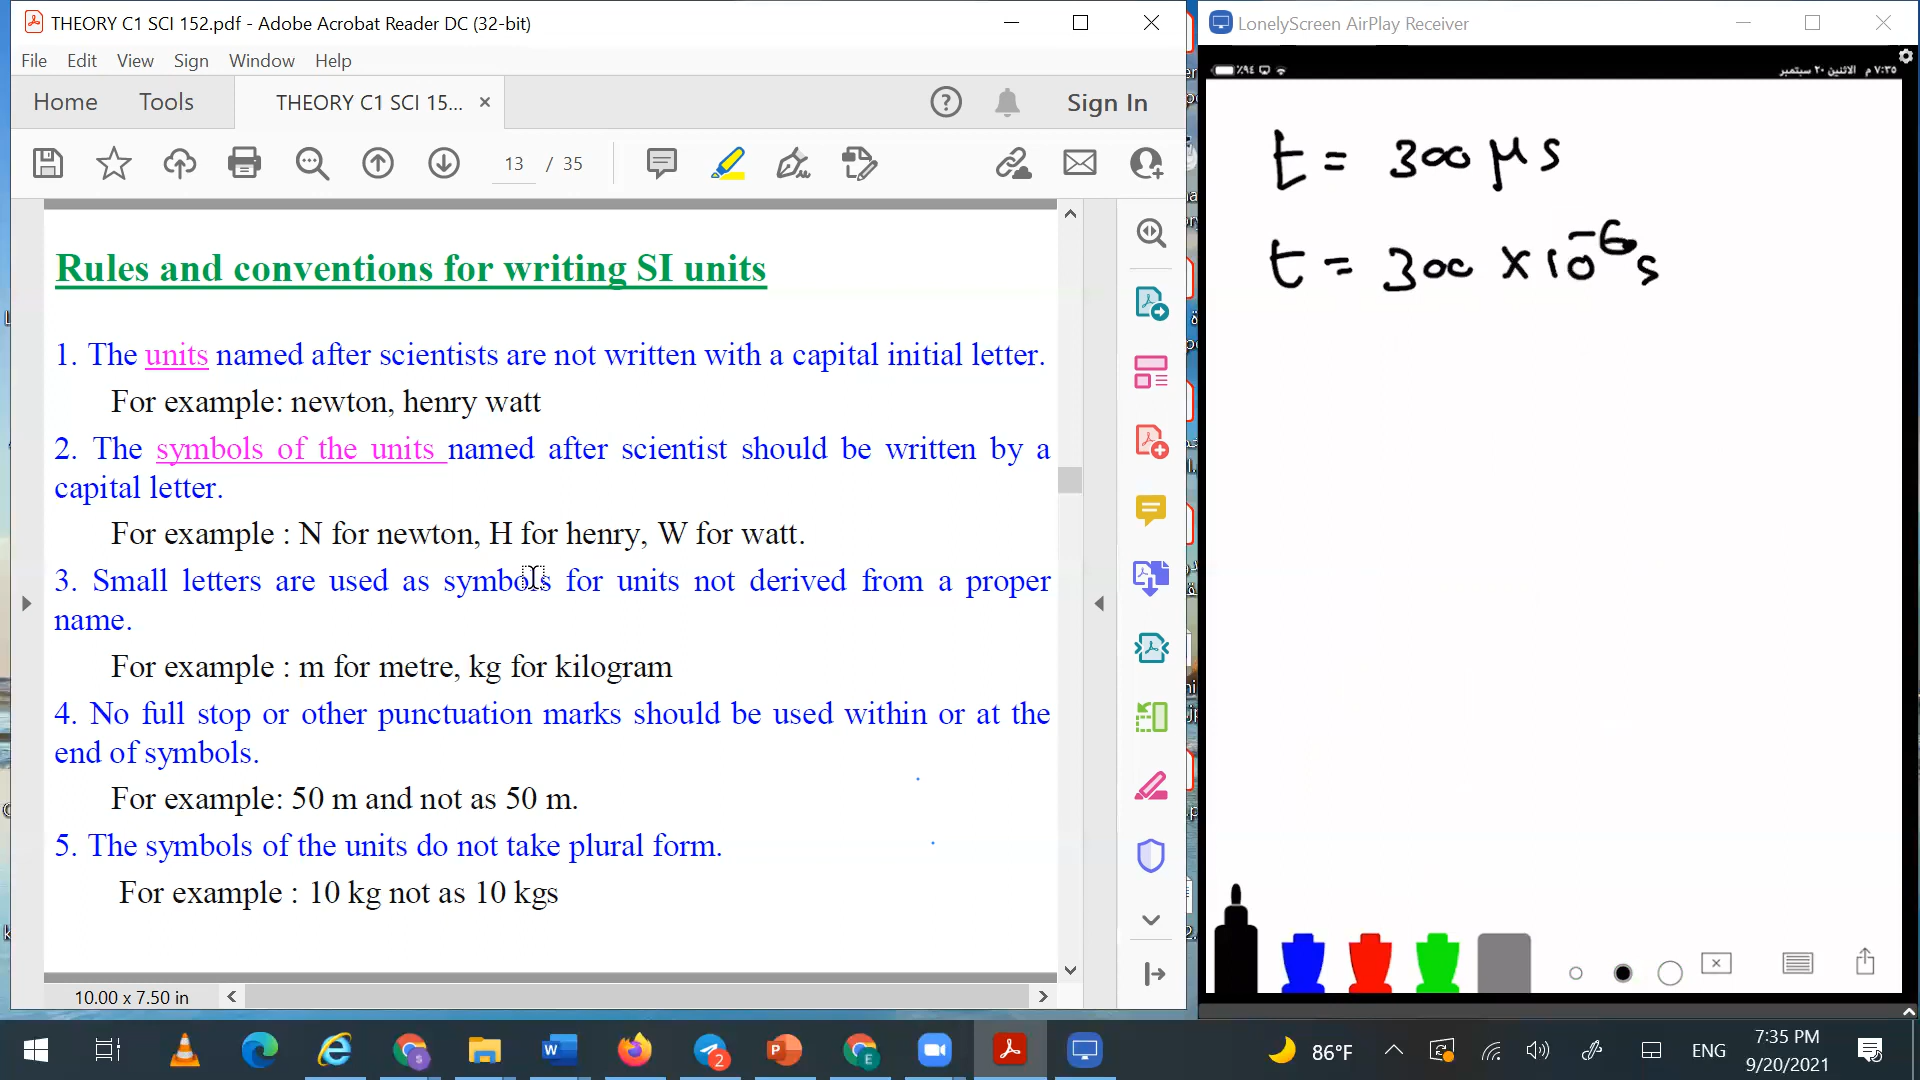 THEORY C1 SCI 152.pdf - Adobe Acrobat Reader DC (32-bit)
File Edit View Sign Window Help
Home Tools THEORY C1 SCI 15... × Sign In
13 / 35
Rules and conventions for writing SI units
1. The units named after scientists are not written with a capital initial letter.
For example: newton, henry watt
2. The symbols of the units named after scientist should be written by a
capital letter.
For example : N for newton, H for henry, W for watt.
3. Small letters are used as symbols for units not derived from a proper
name.
For example : m for metre, kg for kilogram
4. No full stop or other punctuation marks should be used within or at the
end of symbols.
For example: 50 m and not as 50 m.
5. The symbols of the units do not take plural form.
For example : 10 kg not as 10 kgs
10.00 x 7.50 in
LonelyScreen AirPlay Receiver
٧:٣٥ م الاثنين ٢٠ سبتمبر
٪٩٤
t = 300 μs
t = 300 × 10⁻⁶ s
86°F ENG 7:35 PM
9/20/2021